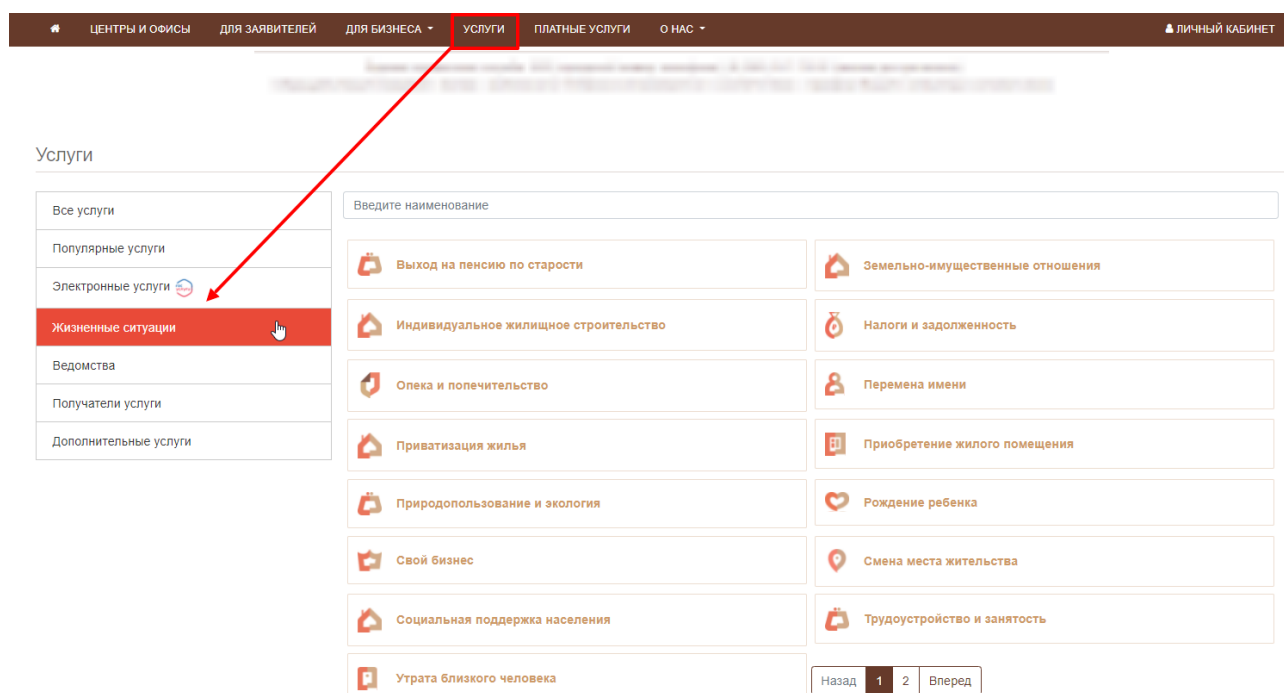 ЦЕНТРЫ И ОФИСЫ ДЛЯ ЗАЯВИТЕЛЕЙ ДЛЯ БИЗНЕСА УСЛУГИ ПЛАТНЫЕ УСЛУГИ О НАС ЛИЧНЫЙ КАБИНЕТ
Услуги
Все услуги
Популярные услуги
Электронные услуги
Жизненные ситуации
Ведомства
Получатели услуги
Дополнительные услуги
Введите наименование
Выход на пенсию по старости
Земельно-имущественные отношения
Индивидуальное жилищное строительство
Налоги и задолженность
Опека и попечительство
Перемена имени
Приватизация жилья
Приобретение жилого помещения
Природопользование и экология
Рождение ребенка
Свой бизнес
Смена места жительства
Социальная поддержка населения
Трудоустройство и занятость
Утрата близкого человека
Назад 1 2 Вперед